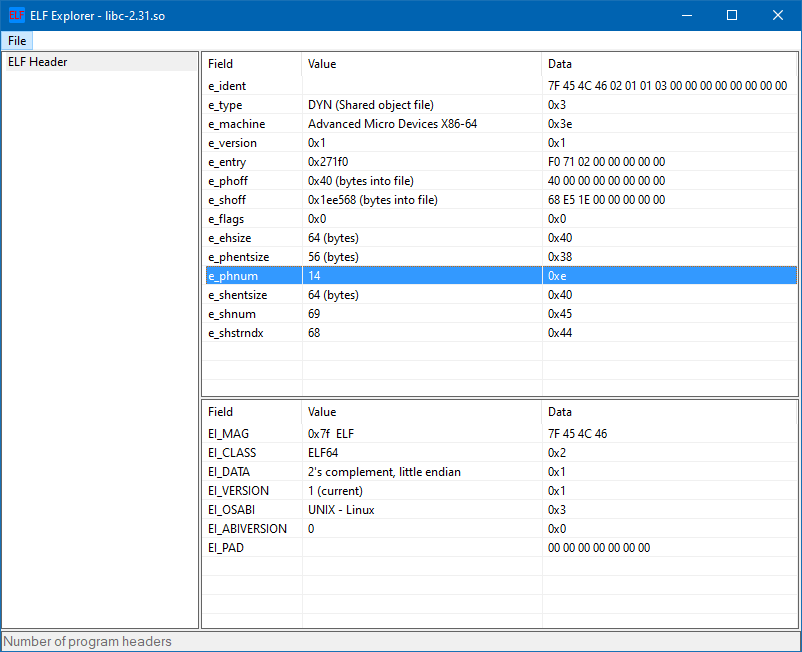 ELF ELF Explorer - libc-2.31.so
File
ELF Header
Field Value Data
e_ident 7F 45 4C 46 02 01 01 03 00 00 00 00 00 00 00 00
e_type DYN (Shared object file) 0x3
e_machine Advanced Micro Devices X86-64 0x3e
e_version 0x1 0x1
e_entry 0x271f0 F0 71 02 00 00 00 00 00
e_phoff 0x40 (bytes into file) 40 00 00 00 00 00 00 00
e_shoff 0x1ee568 (bytes into file) 68 E5 1E 00 00 00 00 00
e_flags 0x0 0x0
e_ehsize 64 (bytes) 0x40
e_phentsize 56 (bytes) 0x38
e_phnum 14 0xe
e_shentsize 64 (bytes) 0x40
e_shnum 69 0x45
e_shstrndx 68 0x44
Field Value Data
EI_MAG 0x7f ELF 7F 45 4C 46
EI_CLASS ELF64 0x2
EI_DATA 2's complement, little endian 0x1
EI_VERSION 1 (current) 0x1
EI_OSABI UNIX - Linux 0x3
EI_ABIVERSION 0 0x0
EI_PAD 00 00 00 00 00 00 00
Number of program headers